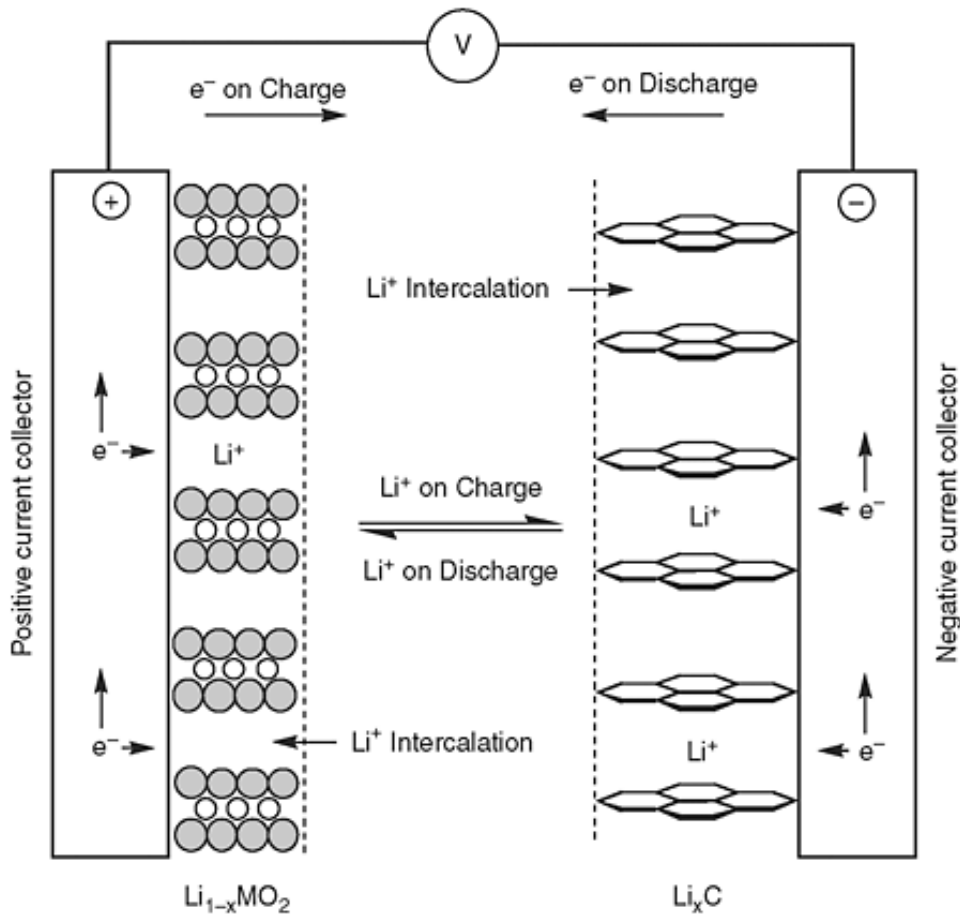 V
e⁻ on Charge
e⁻ on Discharge
+
−
Li⁺ Intercalation
Positive current collector
e⁻
Li⁺
Li⁺ on Charge
Li⁺ on Discharge
Li⁺
e⁻
Negative current collector
e⁻
Li⁺ Intercalation
Li⁺
e⁻
Li₁₋ₓMO₂
LiₓC